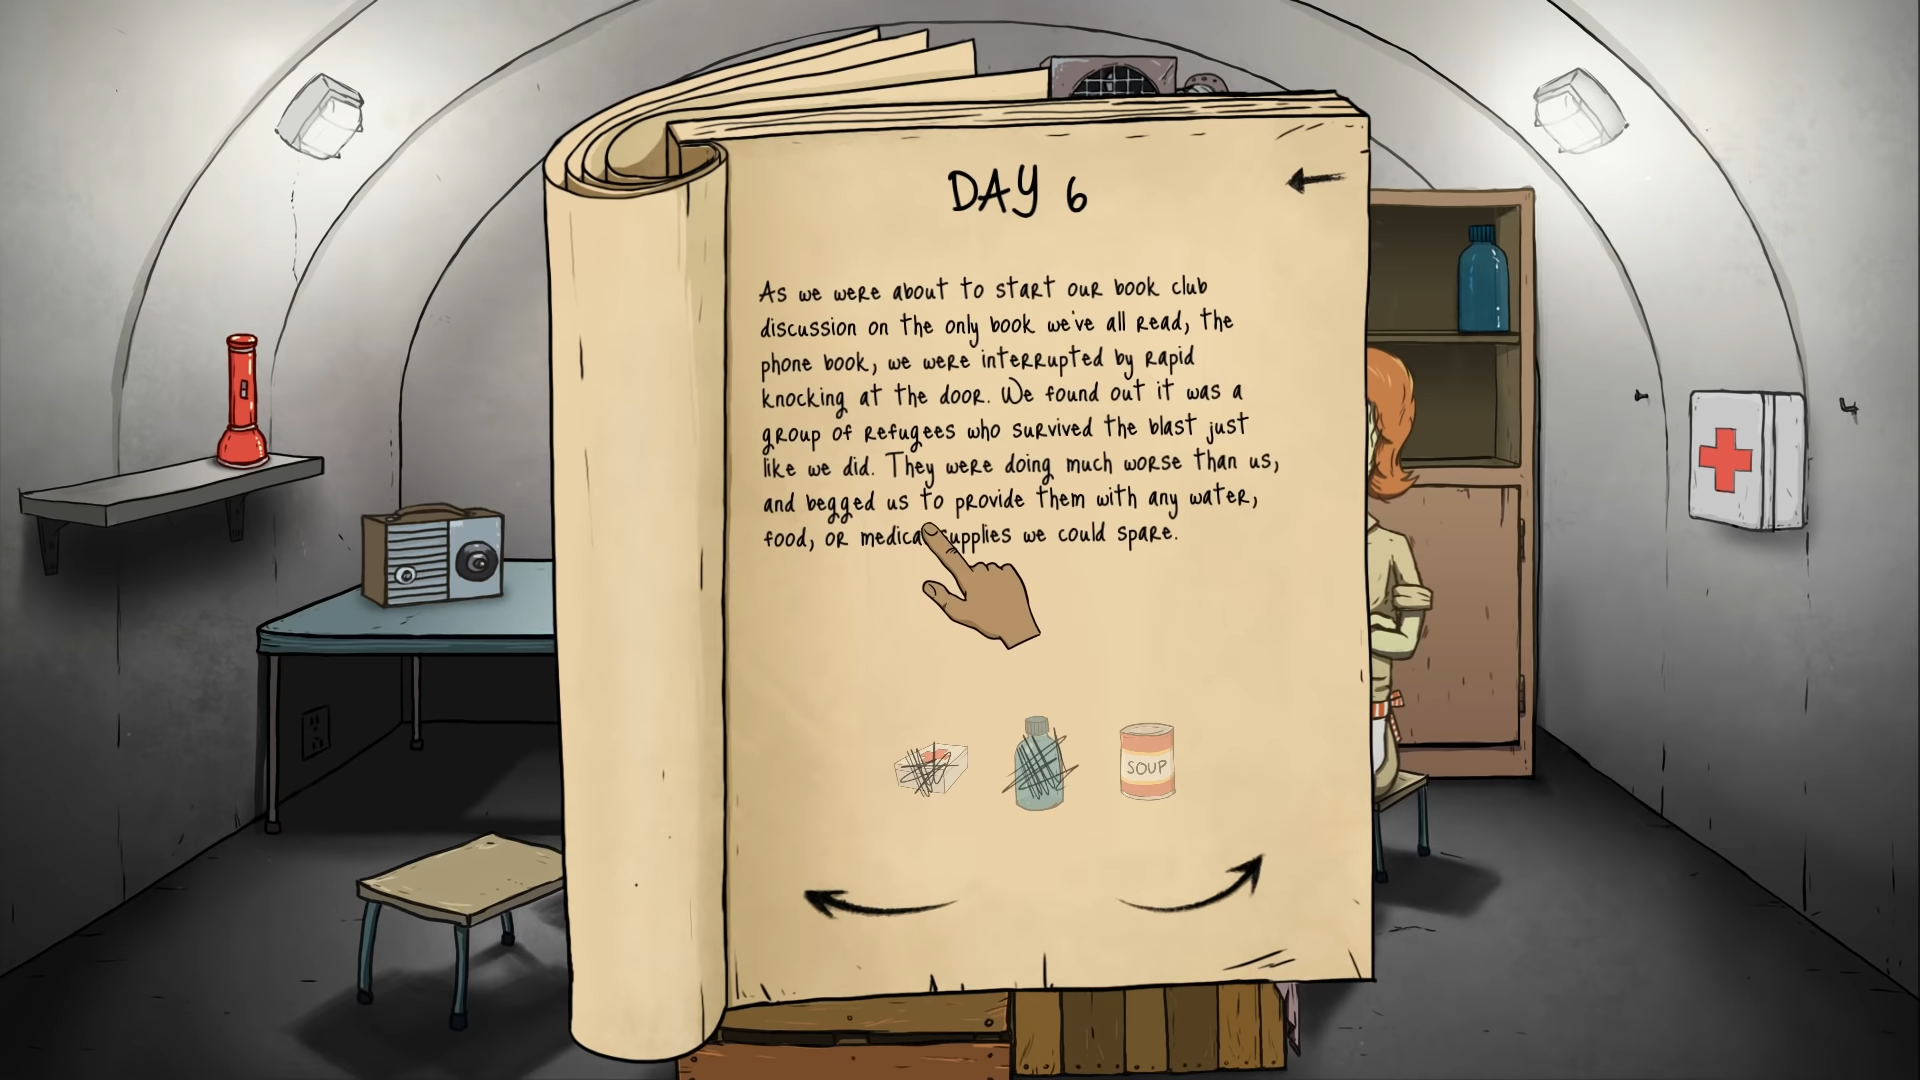 DAY 6
As we were about to start our book club
discussion on the only book we've all read, the
phone book, we were interrupted by rapid
knocking at the door. We found out it was a
group of refugees who survived the blast just
like we did. They were doing much worse than us,
and begged us to provide them with any water,
food, or medical supplies we could spare.
SOUP